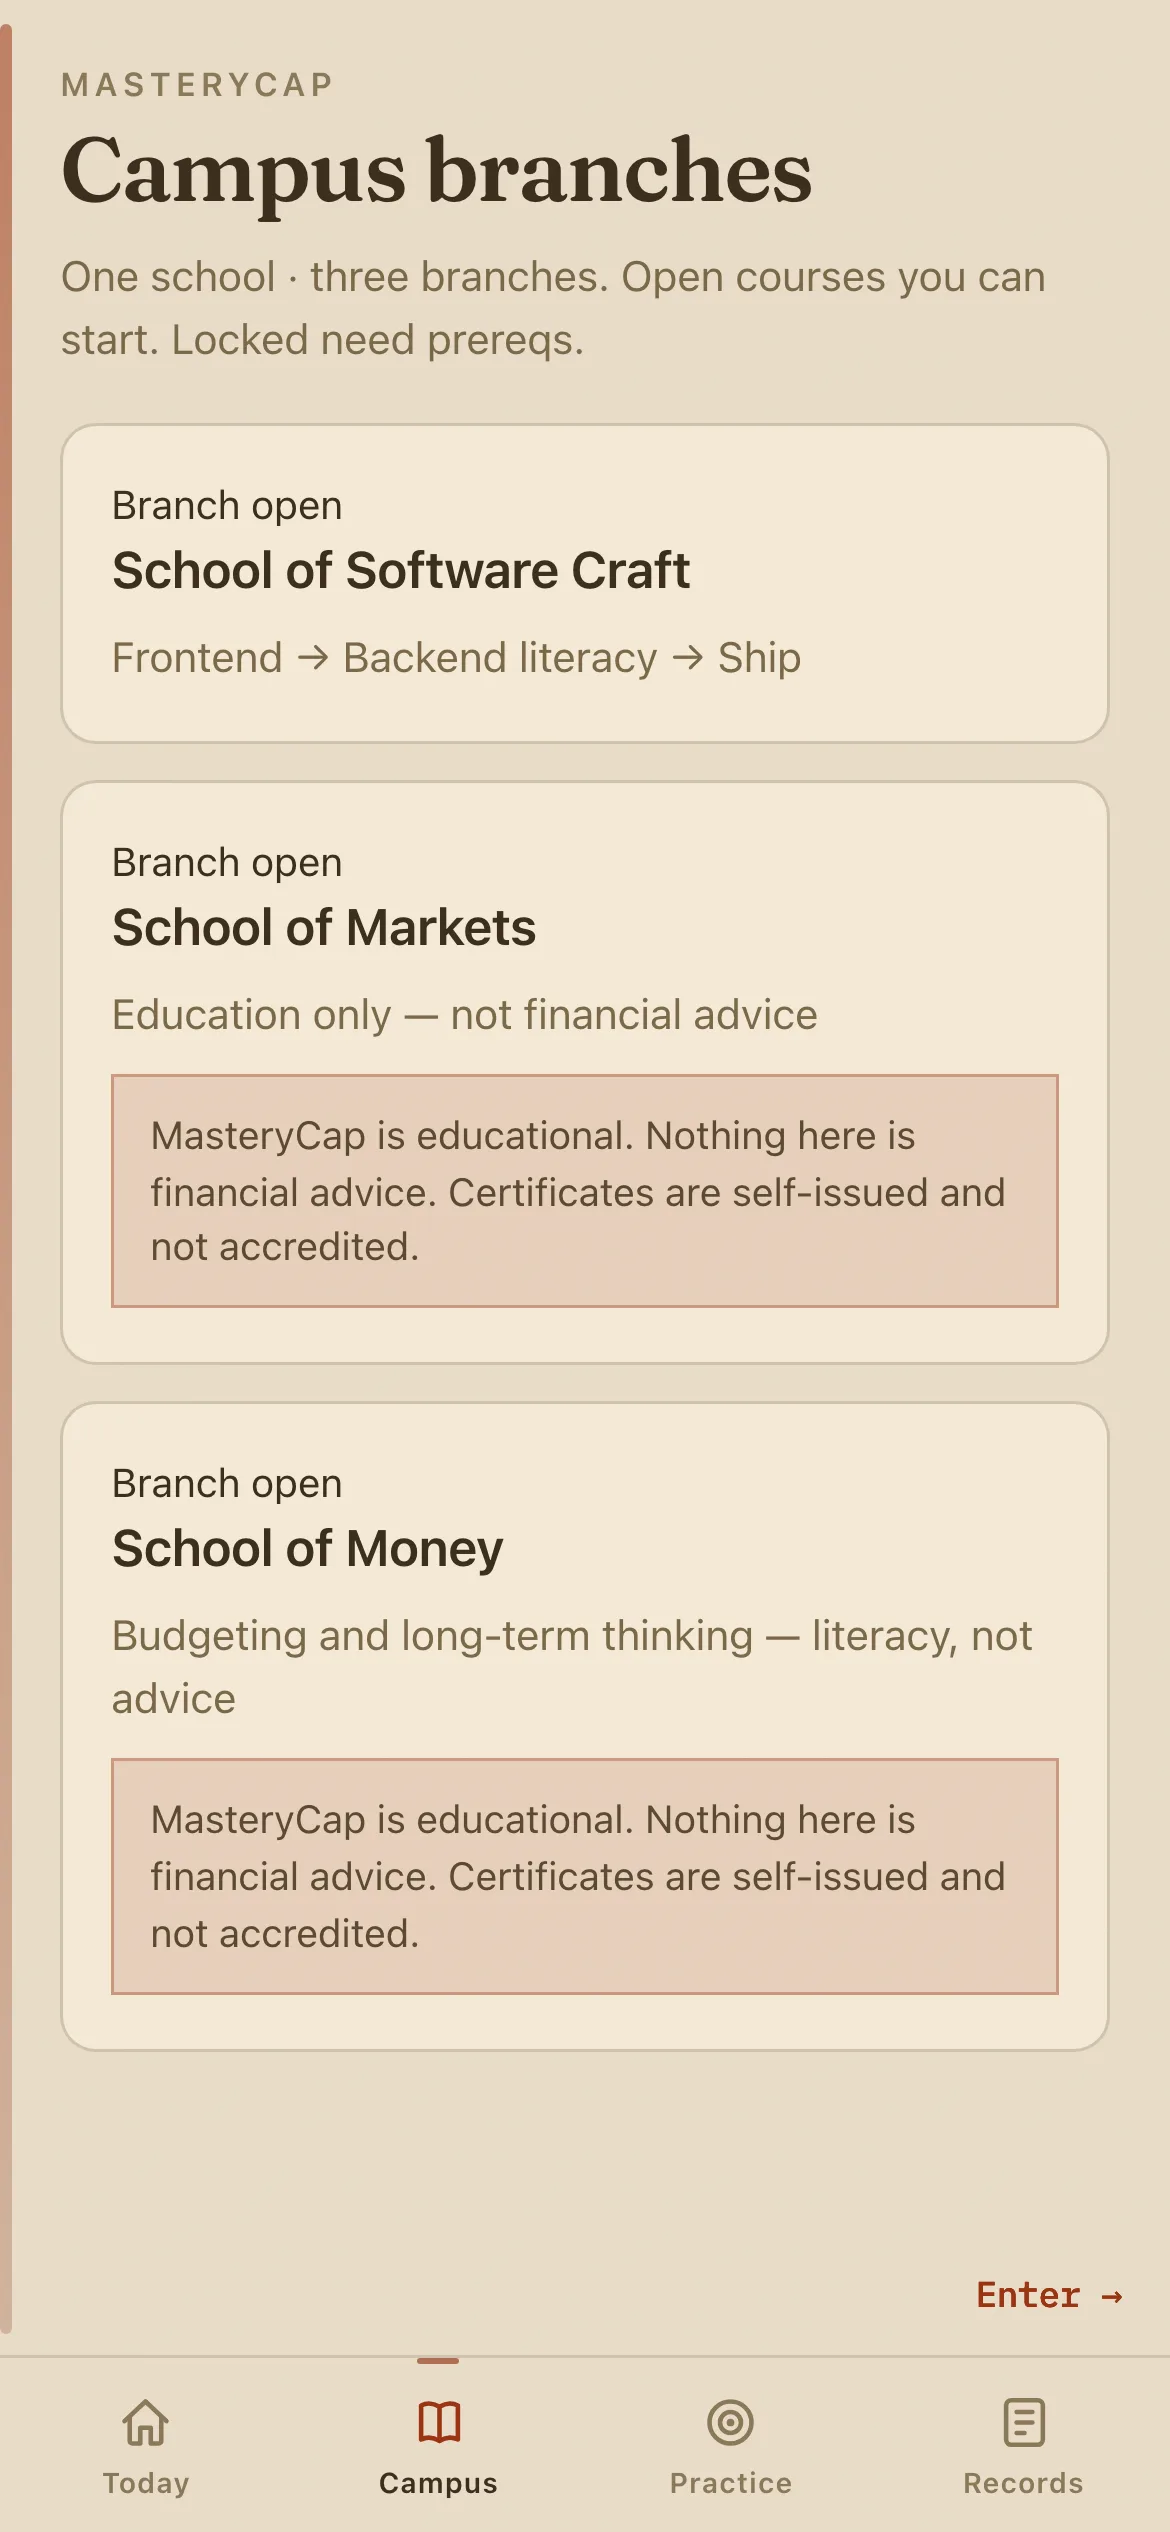 MASTERYCAP
Campus branches
One school · three branches. Open courses you can
start. Locked need prereqs.
Branch open
School of Software Craft
Frontend → Backend literacy → Ship
Branch open
School of Markets
Education only — not financial advice
MasteryCap is educational. Nothing here is
financial advice. Certificates are self-issued and
not accredited.
Branch open
School of Money
Budgeting and long-term thinking — literacy, not
advice
MasteryCap is educational. Nothing here is
financial advice. Certificates are self-issued and
not accredited.
Enter →
Today
Campus
Practice
Records